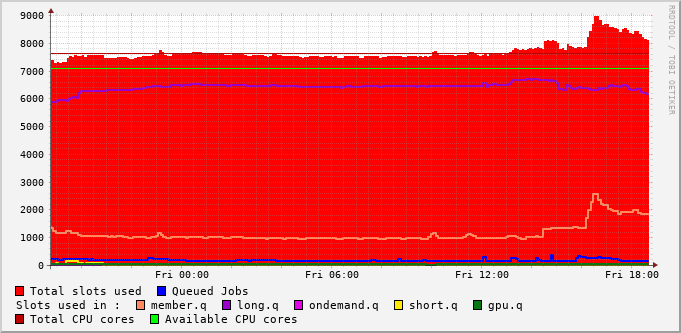 RRDTOOL / TOBI OETIKER
9000
8000
7000
6000
5000
4000
3000
2000
1000
0
Fri 00:00 Fri 06:00 Fri 12:00 Fri 18:00
Total slots used Queued Jobs
Slots used in : member.q long.q ondemand.q short.q gpu.q
Total CPU cores Available CPU cores